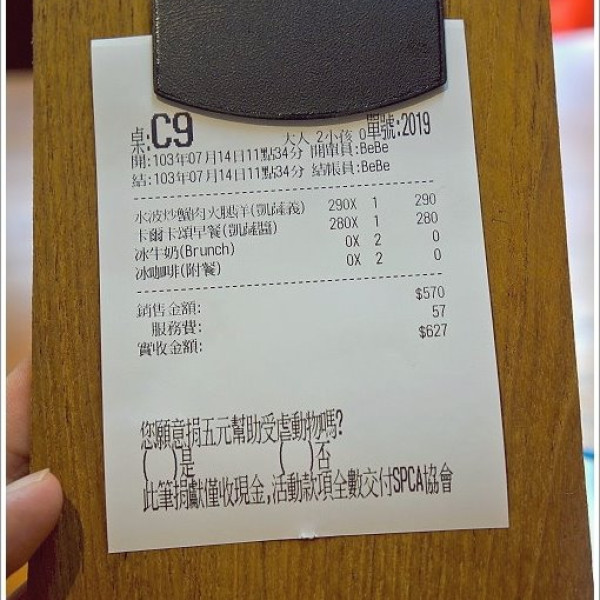 桌:C9 大人 2小孩 0單號:2019
開:103年07月14日11點34分 開單員:BeBe
結:103年07月14日11點34分 結帳員:BeBe
水波炒 肉火腿 (凱薩 290X 1 290
卡爾卡頌早餐(凱薩 280X 1 280
冰牛奶(Brunch) 0X 2 0
冰咖啡(附餐) 0X 2 0
銷售金額: $570
服務費: 57
實收金額: $627
您願意捐五元幫助受虐動物嗎?
( )是 ( )否
此筆捐獻僅收現金,活動款項全數交付SPCA協會